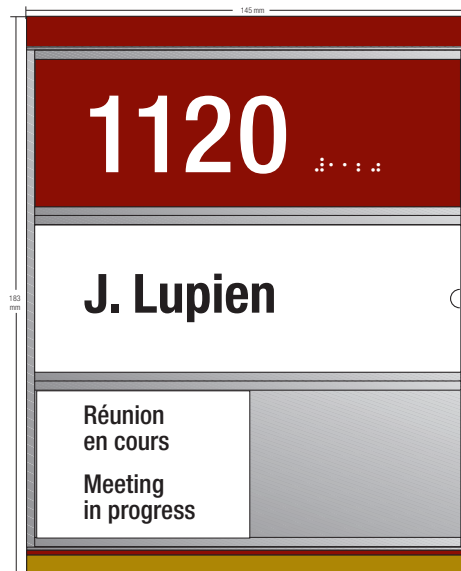 145 mm
1120
⠼⠁⠁⠃⠚
J. Lupien
183
mm
Réunion
en cours
Meeting
in progress